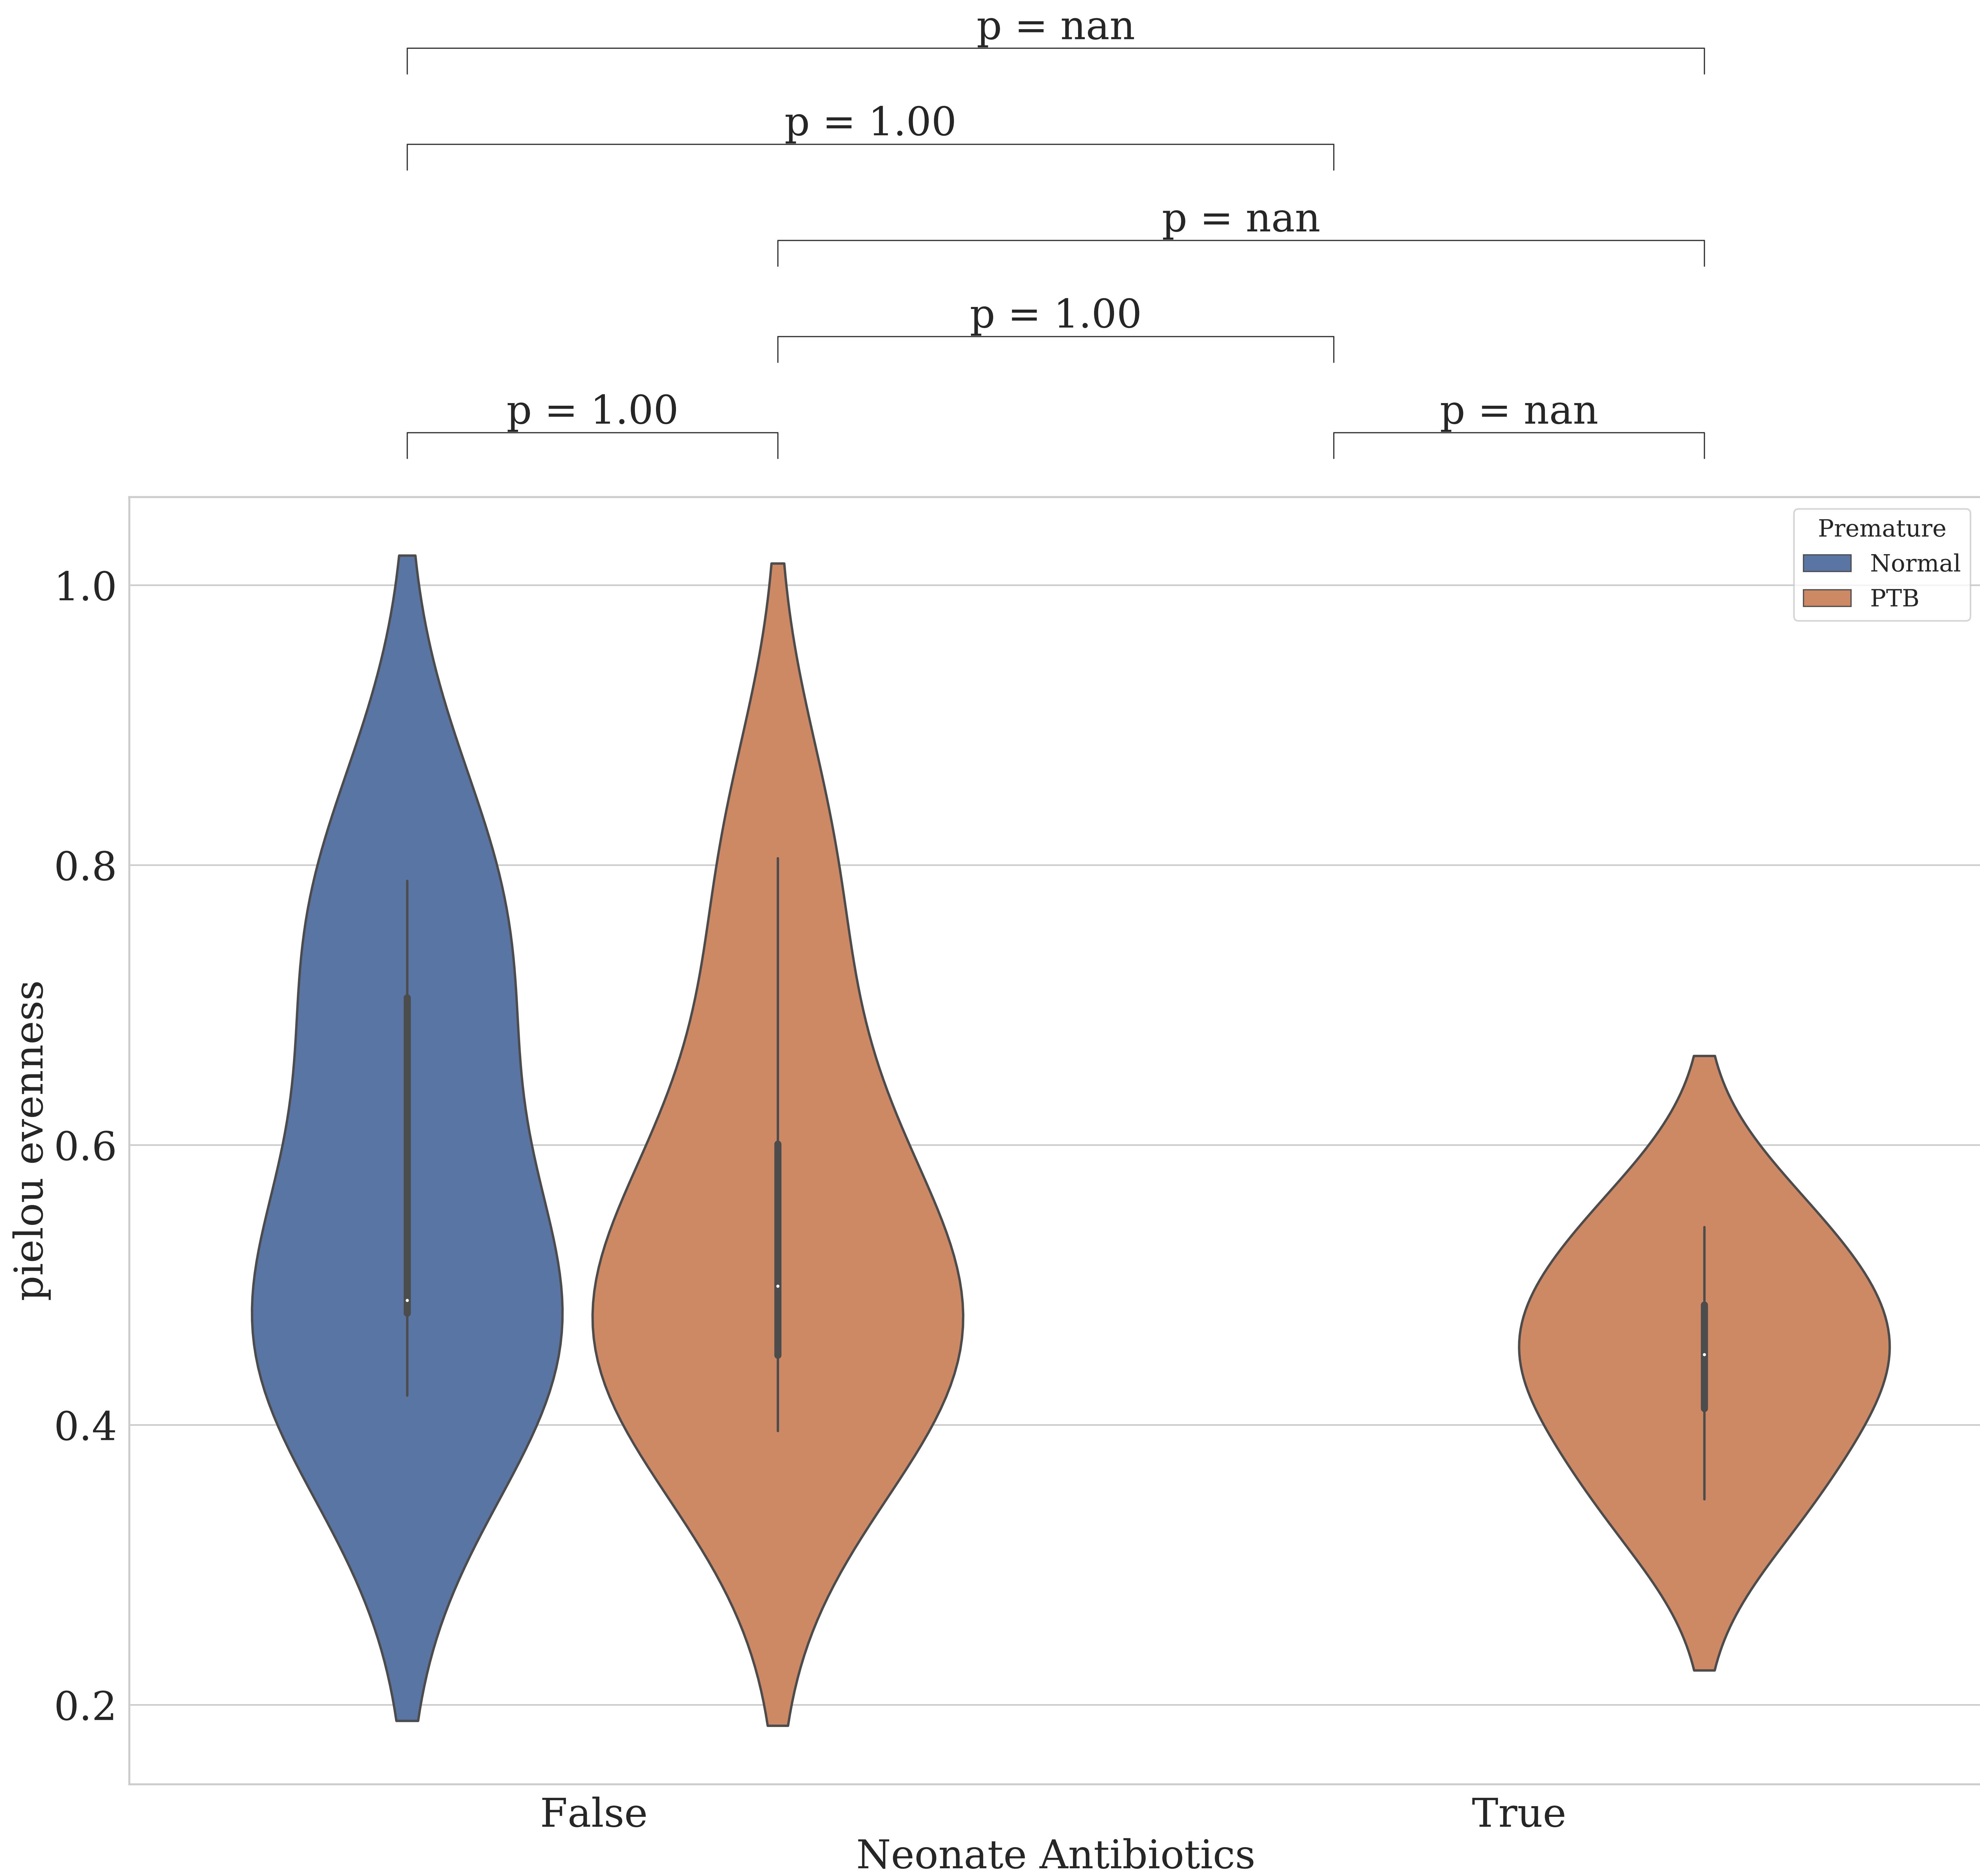 p = nan
p = 1.00
p = nan
p = 1.00
p = 1.00
p = nan
Premature
Normal
PTB
1.0
0.8
0.6
0.4
0.2
pielou evenness
False
True
Neonate Antibiotics